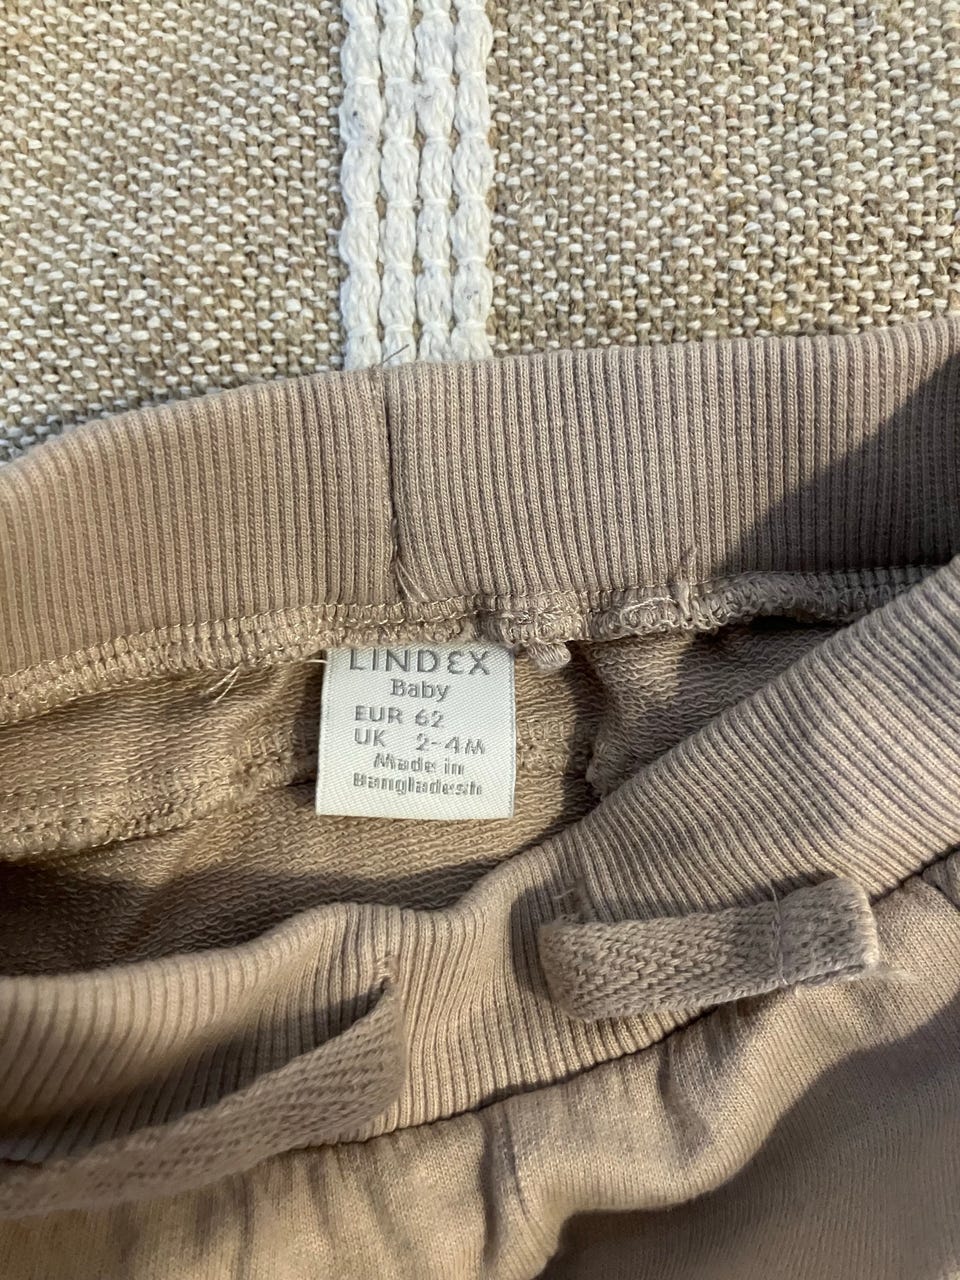 LINDEX
Baby
EUR 62
UK 2-4M
Made in
Bangladesh